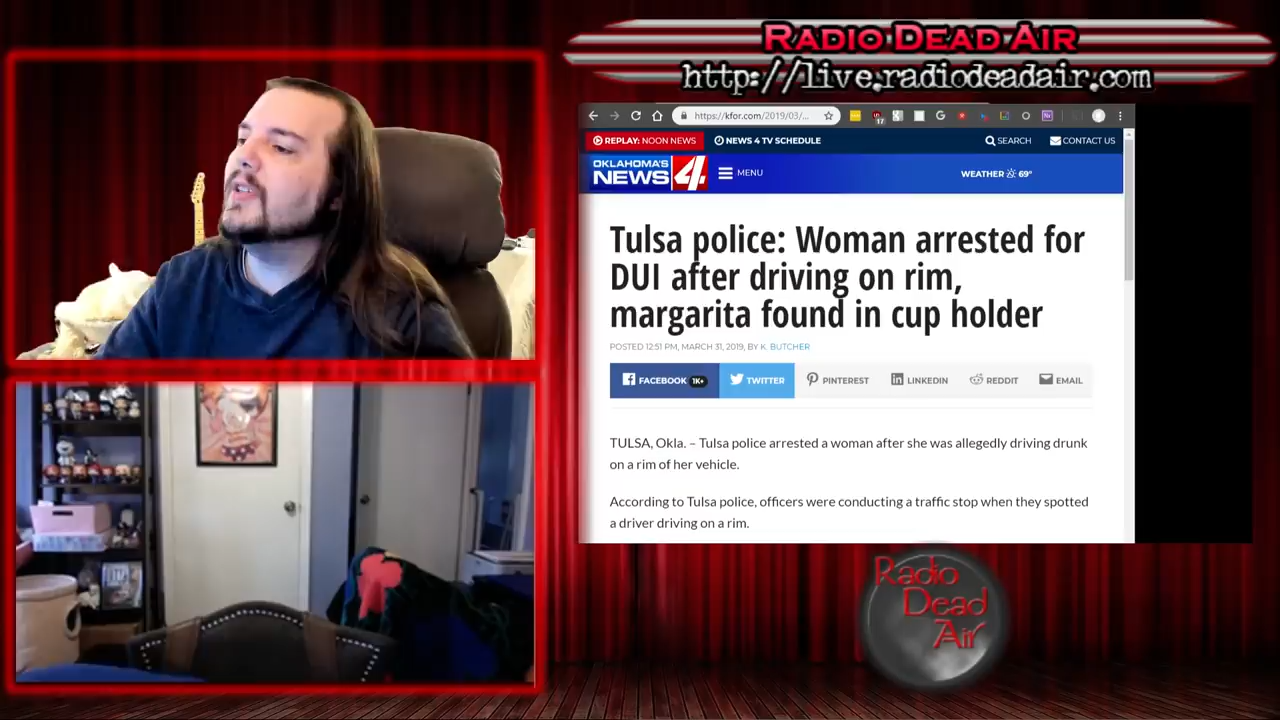 Radio Dead Air
http://live.radiodeadair.com
https://kfor.com/2019/03/...
17
REPLAY: NOON NEWS
NEWS 4 TV SCHEDULE
SEARCH
CONTACT US
OKLAHOMA'S
NEWS 4
MENU
WEATHER 69°
Tulsa police: Woman arrested for
DUI after driving on rim,
margarita found in cup holder
POSTED 12:51 PM, MARCH 31, 2019, BY K. BUTCHER
FACEBOOK 1K+
TWITTER
PINTEREST
LINKEDIN
REDDIT
EMAIL
TULSA, Okla. – Tulsa police arrested a woman after she was allegedly driving drunk
on a rim of her vehicle.
According to Tulsa police, officers were conducting a traffic stop when they spotted
a driver driving on a rim.
Radio
Dead
Air